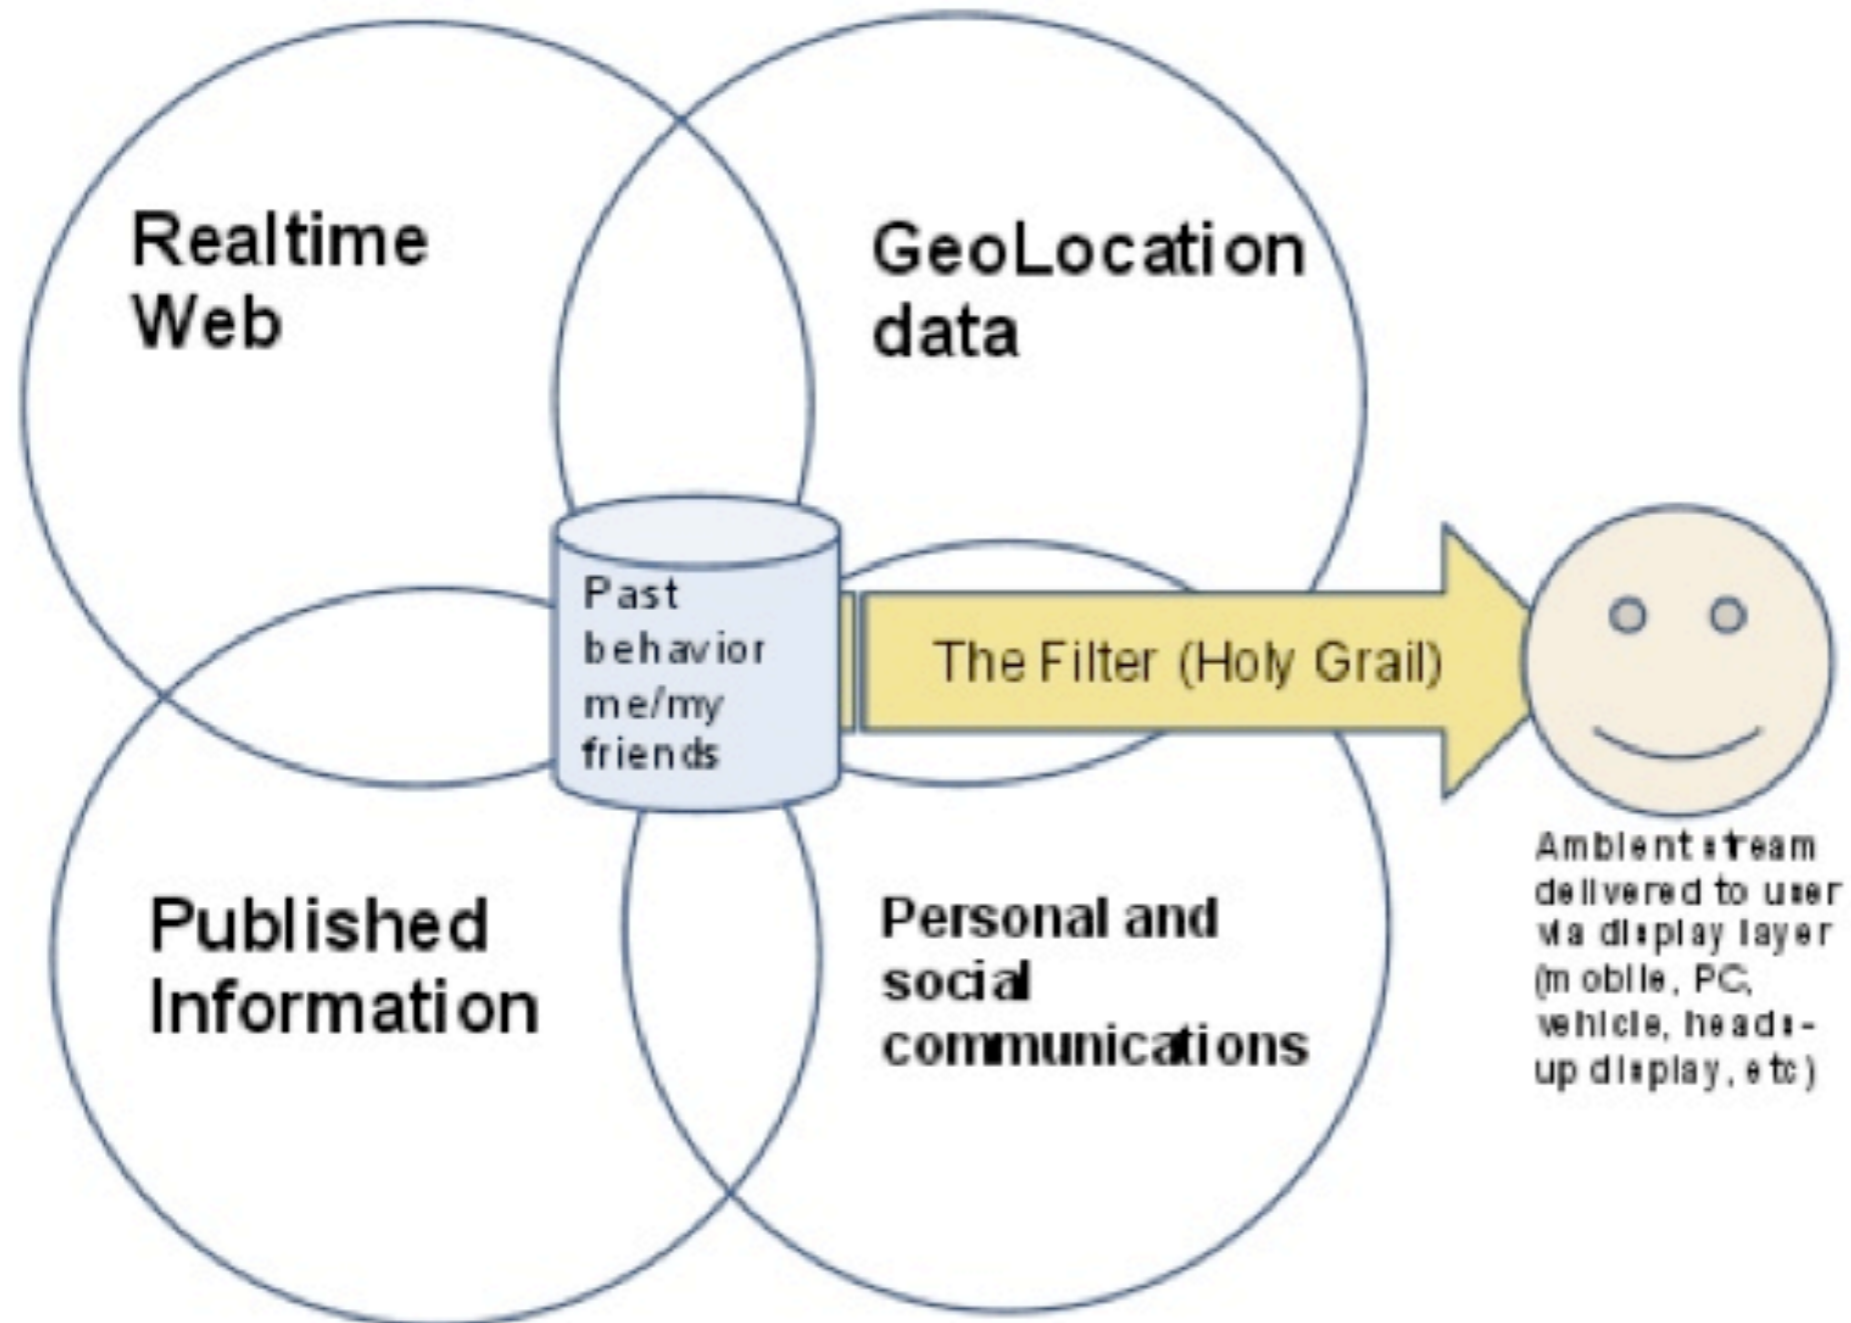 Realtime
Web
GeoLocation
data
Past
behavior
me/my
friends
The Filter (Holy Grail)
Published
Information
Personal and
social
communications
Ambient stream
delivered to user
via display layer
(mobile, PC,
vehicle, heads-
up display, etc)